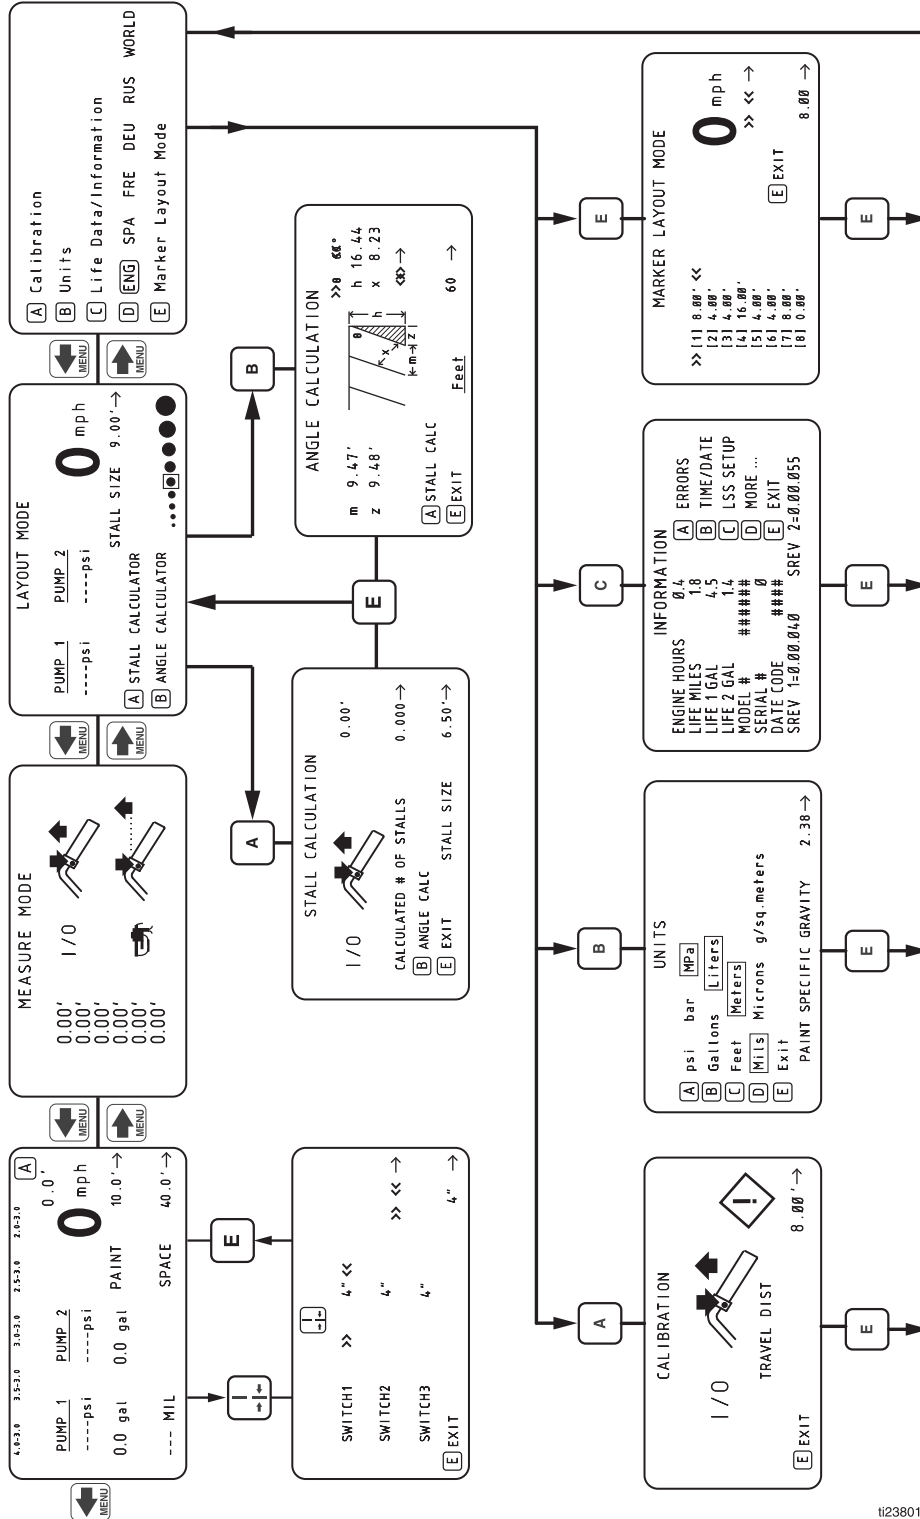 4.0-3.0 3.5-3.0 3.0-3.0 2.5-3.0 2.0-3.0
A
0.0'
PUMP 1 PUMP 2
----psi ----psi
0 mph
0.0 gal 0.0 gal PAINT 10.0'→
--- MIL SPACE 40.0'→
MENU
MENU
MENU
MEASURE MODE
0.00'
0.00'
0.00'
0.00'
0.00'
0.00'
I/O
MENU
MENU
LAYOUT MODE
PUMP 1 PUMP 2
----psi ----psi
0 mph
STALL SIZE 9.00'→
A STALL CALCULATOR
B ANGLE CALCULATOR
MENU
MENU
A Calibration
B Units
C Life Data/Information
D ENG SPA FRE DEU RUS WORLD
E Marker Layout Mode
E
SWITCH1 >> 4" <<
SWITCH2 4" >> << →
SWITCH3 4"
E EXIT 4" →
A
STALL CALCULATION
I/O 0.00'
CALCULATED # OF STALLS 0.000→
B ANGLE CALC
E EXIT STALL SIZE 6.50'→
E
B
ANGLE CALCULATION
m 9.47'
z 9.48'
θ
h
x
m
z
h 16.44
x 8.23
A STALL CALC
E EXIT Feet 60 →
A
CALIBRATION
I/O
!
TRAVEL DIST
E EXIT 8.00'→
E
B
UNITS
A psi bar MPa
B Gallons Liters
C Feet Meters
D Mils Microns g/sq.meters
E Exit
PAINT SPECIFIC GRAVITY 2.38→
E
C
INFORMATION
ENGINE HOURS 0.4 A ERRORS
LIFE MILES 1.8 B TIME/DATE
LIFE 1 GAL 4.5 C LSS SETUP
LIFE 2 GAL 1.4 D MORE ...
MODEL # ###### E EXIT
SERIAL # 0
DATE CODE ####
SREV 1=0.00.040 SREV 2=0.00.055
E
E
MARKER LAYOUT MODE
>> [1] 8.00' <<
[2] 4.00'
[3] 4.00'
[4] 16.00'
[5] 4.00'
[6] 4.00'
[7] 8.00'
[8] 8.00'
0 mph
>> << →
E EXIT
8.00 →
E
ti23801